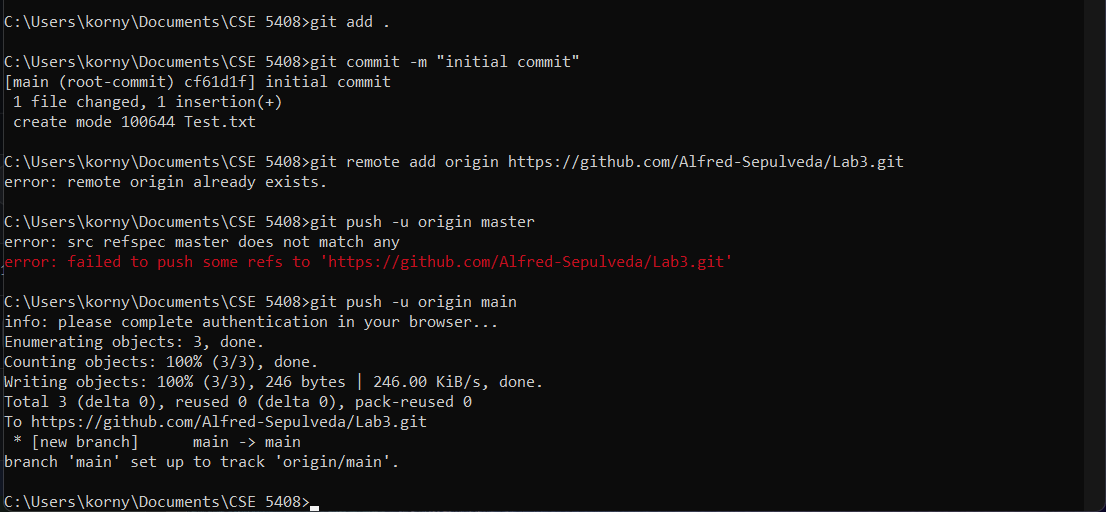 C:\Users\korny\Documents\CSE 5408>git add .
C:\Users\korny\Documents\CSE 5408>git commit -m "initial commit"
[main (root-commit) cf61d1f] initial commit
 1 file changed, 1 insertion(+)
 create mode 100644 Test.txt
C:\Users\korny\Documents\CSE 5408>git remote add origin https://github.com/Alfred-Sepulveda/Lab3.git
error: remote origin already exists.
C:\Users\korny\Documents\CSE 5408>git push -u origin master
error: src refspec master does not match any
error: failed to push some refs to 'https://github.com/Alfred-Sepulveda/Lab3.git'
C:\Users\korny\Documents\CSE 5408>git push -u origin main
info: please complete authentication in your browser...
Enumerating objects: 3, done.
Counting objects: 100% (3/3), done.
Writing objects: 100% (3/3), 246 bytes | 246.00 KiB/s, done.
Total 3 (delta 0), reused 0 (delta 0), pack-reused 0
To https://github.com/Alfred-Sepulveda/Lab3.git
 * [new branch]      main -> main
branch 'main' set up to track 'origin/main'.
C:\Users\korny\Documents\CSE 5408>